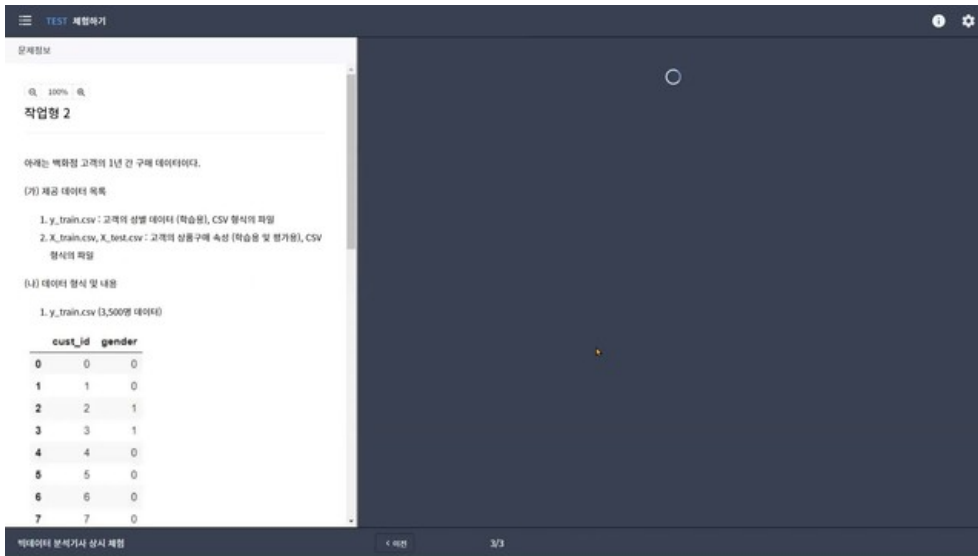 TEST 체험하기
문제정보
100%
작업형 2
아래는 백화점 고객의 1년 간 구매 데이터이다.
(가) 제공 데이터 목록
1. y_train.csv : 고객의 성별 데이터 (학습용), CSV 형식의 파일
2. X_train.csv, X_test.csv : 고객의 상품구매 속성 (학습용 및 평가용), CSV
형식의 파일
(나) 데이터 형식 및 내용
1. y_train.csv (3,500명 데이터)
cust_id gender
0 0 0
1 1 0
2 2 1
3 3 1
4 4 0
5 5 0
6 6 0
7 7 0
빅데이터 분석기사 상시 체험
< 이전
3/3